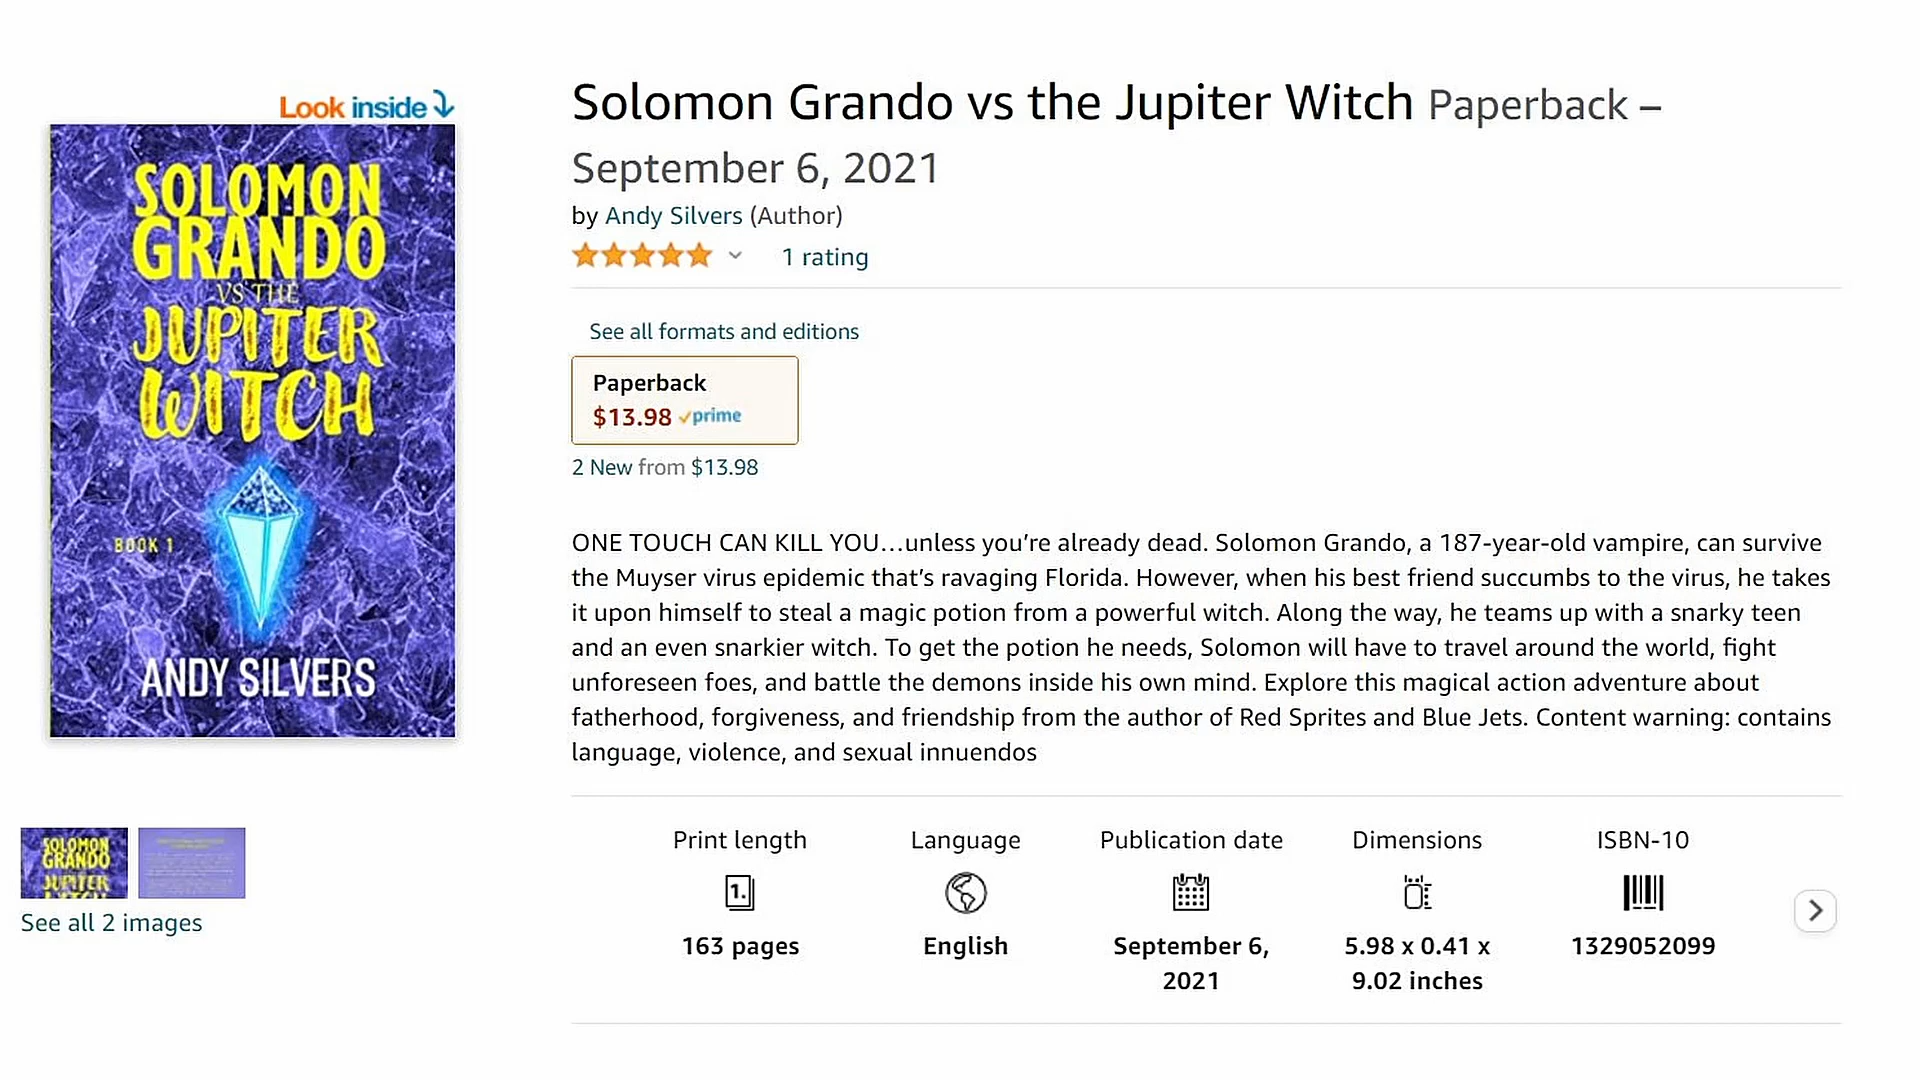 Look inside
SOLOMON
GRANDO
VS THE
JUPITER
WITCH
BOOK 1
ANDY SILVERS
SOLOMON
GRANDO
JUPITER
WITCH
See all 2 images
Solomon Grando vs the Jupiter Witch Paperback –
September 6, 2021
by Andy Silvers (Author)
1 rating
See all formats and editions
Paperback
$13.98 prime
2 New from $13.98
ONE TOUCH CAN KILL YOU…unless you’re already dead. Solomon Grando, a 187-year-old vampire, can survive
the Muyser virus epidemic that’s ravaging Florida. However, when his best friend succumbs to the virus, he takes
it upon himself to steal a magic potion from a powerful witch. Along the way, he teams up with a snarky teen
and an even snarkier witch. To get the potion he needs, Solomon will have to travel around the world, fight
unforeseen foes, and battle the demons inside his own mind. Explore this magical action adventure about
fatherhood, forgiveness, and friendship from the author of Red Sprites and Blue Jets. Content warning: contains
language, violence, and sexual innuendos
Print length
1.
163 pages
Language
English
Publication date
September 6,
2021
Dimensions
5.98 x 0.41 x
9.02 inches
ISBN-10
1329052099